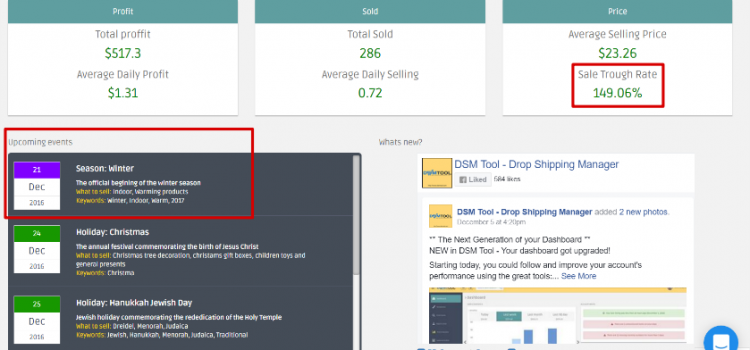 Profit
Total proffit
$517.3
Average Daily Profit
$1.31
Sold
Total Sold
286
Average Daily Selling
0.72
Price
Average Selling Price
$23.26
Sale Trough Rate
149.06%
Upcoming events
21
Dec
2016
Season: Winter
The official begining of the winter season
What to sell: Indoor, Warming products
Keywords: Winter, Indoor, Warm, 2017
24
Dec
2016
Holiday: Christmas
The annual festival commemorating the birth of Jesus Christ
What to sell: Christmas tree decoration, christams gift boxes, children toys and
general presents
Keywords: Christma
25
Dec
2016
Holiday: Hanukkah Jewish Day
Jewish holiday commemorating the rededication of the Holy Temple
What to sell: Dreidel, Menorah, Judaica
Keywords: Jewish, Hanukkah, Menorah, Judaica, Traditional
Whats new?
DSM Tool - Drop Shipping Manager
Liked 584 likes
DSM Tool - Drop Shipping Manager added 2 new photos.
December 5 at 4:20pm
** The Next Generation of your Dashboard **
NEW in DSM Tool - Your dashboard got upgraded!
Starting today, you could follow and improve your account's
performance using the great tools:... See More